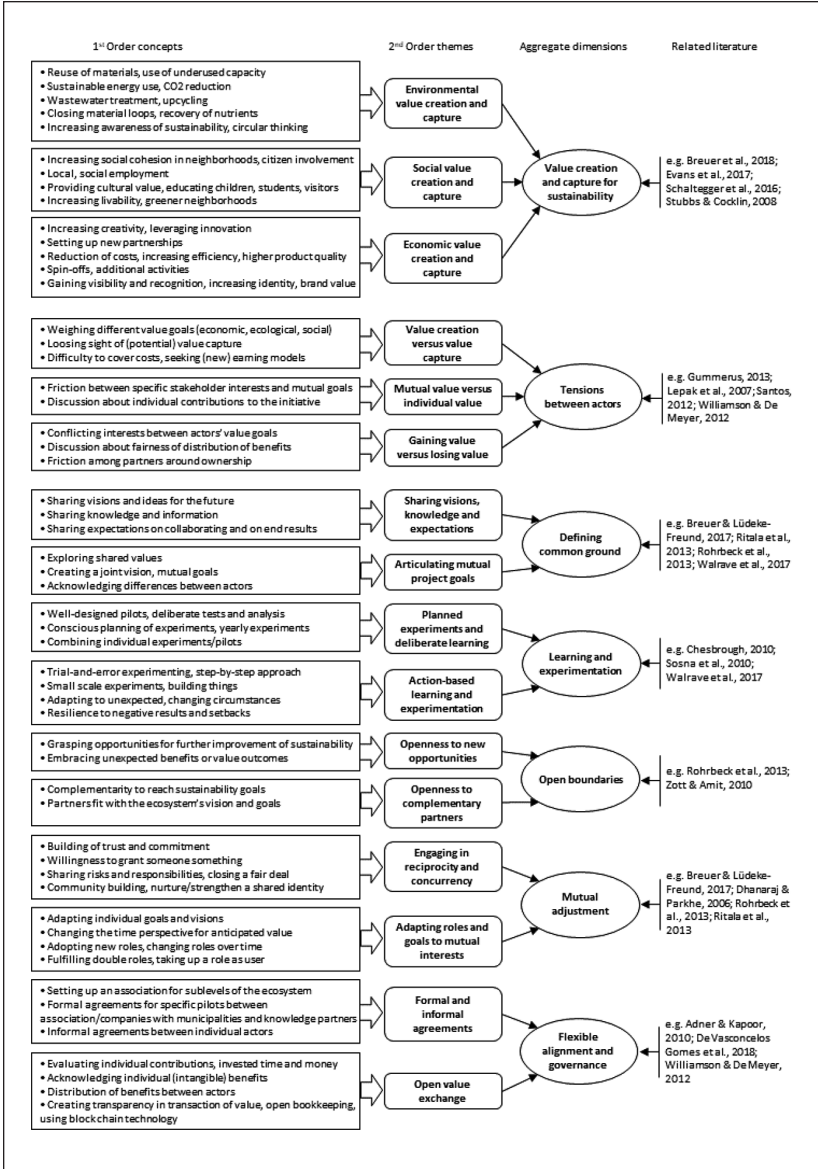 1st Order concepts
2nd Order themes
Aggregate dimensions
Related literature
• Reuse of materials, use of underused capacity
• Sustainable energy use, CO2 reduction
• Wastewater treatment, upcycling
• Closing material loops, recovery of nutrients
• Increasing awareness of sustainability, circular thinking
Environmental
value creation and
capture
• Increasing social cohesion in neighborhoods, citizen involvement
• Local, social employment
• Providing cultural value, educating children, students, visitors
• Increasing livability, greener neighborhoods
Social value
creation and
capture
• Increasing creativity, leveraging innovation
• Setting up new partnerships
• Reduction of costs, increasing efficiency, higher product quality
• Spin-offs, additional activities
• Gaining visibility and recognition, increasing identity, brand value
Economic value
creation and
capture
Value creation
and capture for
sustainability
e.g. Breuer et al., 2018;
Evans et al., 2017;
Schaltegger et al., 2016;
Stubbs & Cocklin, 2008
• Weighing different value goals (economic, ecological, social)
• Loosing sight of (potential) value capture
• Difficulty to cover costs, seeking (new) earning models
Value creation
versus value
capture
• Friction between specific stakeholder interests and mutual goals
• Discussion about individual contributions to the initiative
Mutual value versus
individual value
• Conflicting interests between actors' value goals
• Discussion about fairness of distribution of benefits
• Friction among partners around ownership
Gaining value
versus losing value
Tensions
between actors
e.g. Gummerus, 2013;
Lepak et al., 2007; Santos,
2012; Williamson & De
Meyer, 2012
• Sharing visions and ideas for the future
• Sharing knowledge and information
• Sharing expectations on collaborating and on end results
Sharing visions,
knowledge and
expectations
• Exploring shared values
• Creating a joint vision, mutual goals
• Acknowledging differences between actors
Articulating mutual
project goals
Defining
common ground
e.g. Breuer & Lüdeke-
Freund, 2017; Ritala et al.,
2013; Rohrbeck et al.,
2013; Walrave et al., 2017
• Well-designed pilots, deliberate tests and analysis
• Conscious planning of experiments, yearly experiments
• Combining individual experiments/pilots
Planned
experiments and
deliberate learning
• Trial-and-error experimenting, step-by-step approach
• Small scale experiments, building things
• Adapting to unexpected, changing circumstances
• Resilience to negative results and setbacks
Action-based
learning and
experimentation
Learning and
experimentation
e.g. Chesbrough, 2010;
Sosna et al., 2010;
Walrave et al., 2017
• Grasping opportunities for further improvement of sustainability
• Embracing unexpected benefits or value outcomes
Openness to new
opportunities
• Complementarity to reach sustainability goals
• Partners fit with the ecosystem's vision and goals
Openness to
complementary
partners
Open boundaries
e.g. Rohrbeck et al., 2013;
Zott & Amit, 2010
• Building of trust and commitment
• Willingness to grant someone something
• Sharing risks and responsibilities, closing a fair deal
• Community building, nurture/strengthen a shared identity
Engaging in
reciprocity and
concurrency
• Adapting individual goals and visions
• Changing the time perspective for anticipated value
• Adopting new roles, changing roles over time
• Fulfilling double roles, taking up a role as user
Adapting roles and
goals to mutual
interests
Mutual
adjustment
e.g. Breuer & Lüdeke-
Freund, 2017; Dhanaraj &
Parkhe, 2006; Rohrbeck et
al., 2013; Ritala et al.,
2013
• Setting up an association for sublevels of the ecosystem
• Formal agreements for specific pilots between
association/companies with municipalities and knowledge partners
• Informal agreements between individual actors
Formal and
informal
agreements
• Evaluating individual contributions, invested time and money
• Acknowledging individual (intangible) benefits
• Distribution of benefits between actors
• Creating transparency in transaction of value, open bookkeeping,
using block chain technology
Open value
exchange
Flexible
alignment and
governance
e.g. Adner & Kapoor,
2010; De Vasconcelos
Gomes et al., 2018;
Williamson & De Meyer,
2012